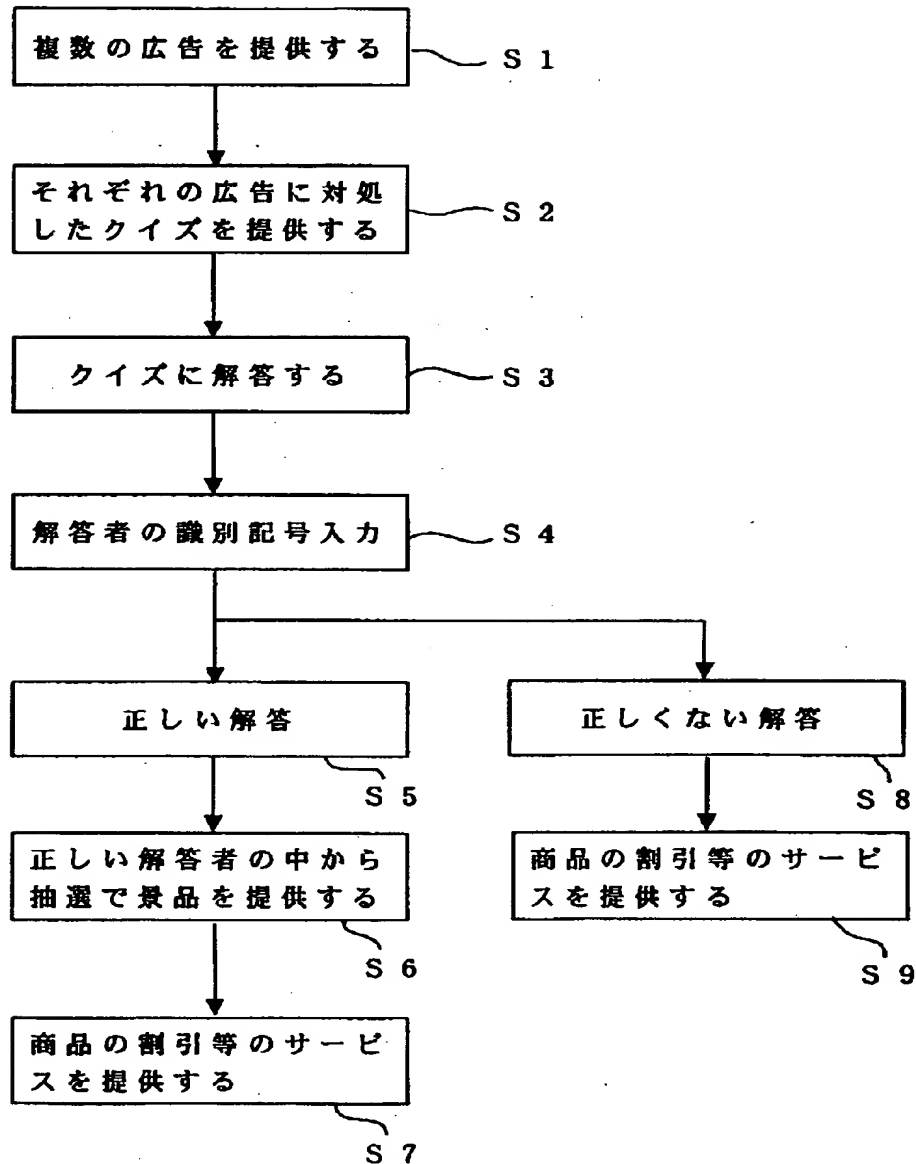 複数の広告を提供する
S 1
それぞれの広告に対処
したクイズを提供する
S 2
クイズに解答する
S 3
解答者の識別記号入力
S 4
正しい解答
S 5
正しくない解答
S 8
正しい解答者の中から
抽選で景品を提供する
S 6
商品の割引等のサービ
スを提供する
S 9
商品の割引等のサービ
スを提供する
S 7